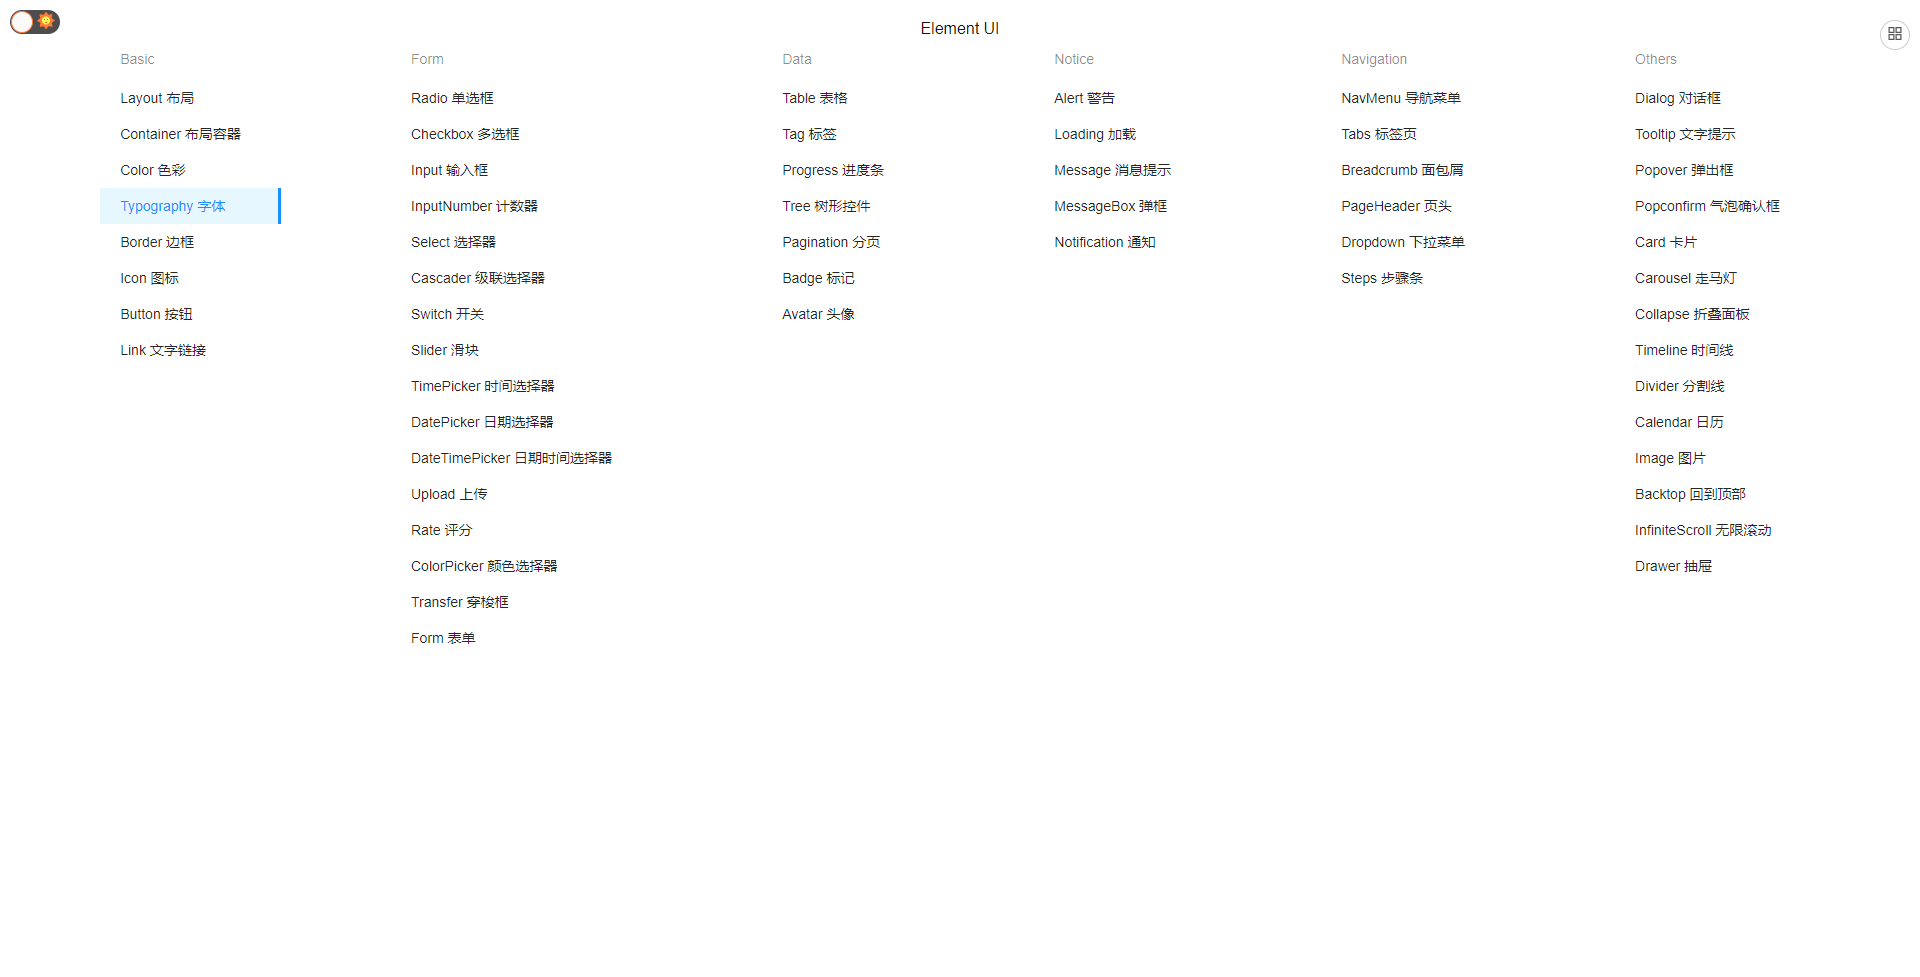 Element UI
Basic
Layout 布局
Container 布局容器
Color 色彩
Typography 字体
Border 边框
Icon 图标
Button 按钮
Link 文字链接
Form
Radio 单选框
Checkbox 多选框
Input 输入框
InputNumber 计数器
Select 选择器
Cascader 级联选择器
Switch 开关
Slider 滑块
TimePicker 时间选择器
DatePicker 日期选择器
DateTimePicker 日期时间选择器
Upload 上传
Rate 评分
ColorPicker 颜色选择器
Transfer 穿梭框
Form 表单
Data
Table 表格
Tag 标签
Progress 进度条
Tree 树形控件
Pagination 分页
Badge 标记
Avatar 头像
Notice
Alert 警告
Loading 加载
Message 消息提示
MessageBox 弹框
Notification 通知
Navigation
NavMenu 导航菜单
Tabs 标签页
Breadcrumb 面包屑
PageHeader 页头
Dropdown 下拉菜单
Steps 步骤条
Others
Dialog 对话框
Tooltip 文字提示
Popover 弹出框
Popconfirm 气泡确认框
Card 卡片
Carousel 走马灯
Collapse 折叠面板
Timeline 时间线
Divider 分割线
Calendar 日历
Image 图片
Backtop 回到顶部
InfiniteScroll 无限滚动
Drawer 抽屉